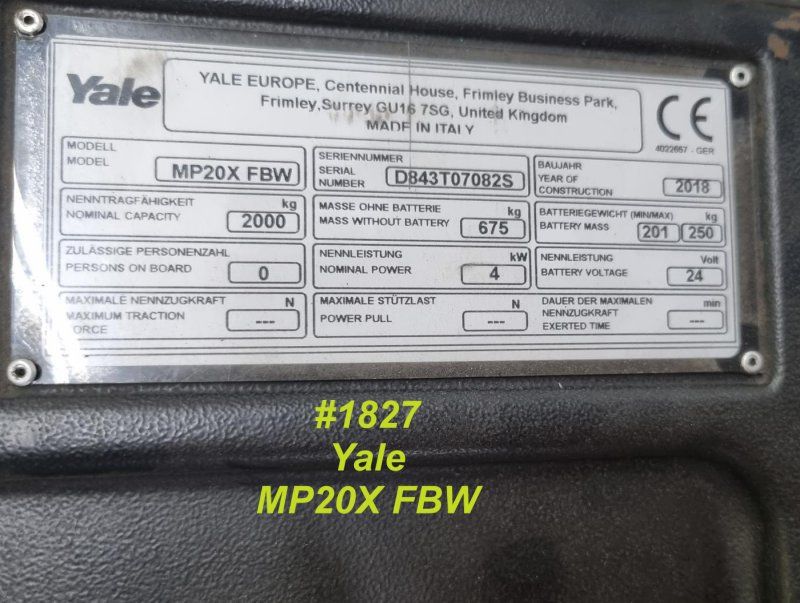 Yale
YALE EUROPE, Centennial House, Frimley Business Park,
Frimley,Surrey GU16 7SG, United Kingdom
MADE IN ITALY
CE
4022667 - GER
MODELL
MODEL
MP20X FBW
SERIENNUMMER
SERIAL
NUMBER
D843T07082S
BAUJAHR
YEAR OF
CONSTRUCTION
2018
NENNTRAGFÄHIGKEIT kg
NOMINAL CAPACITY
2000
MASSE OHNE BATTERIE kg
MASS WITHOUT BATTERY
675
BATTERIEGEWICHT (MIN/MAX) kg
BATTERY MASS
201 250
ZULÄSSIGE PERSONENZAHL
PERSONS ON BOARD
0
NENNLEISTUNG kW
NOMINAL POWER
4
NENNLEISTUNG Volt
BATTERY VOLTAGE
24
MAXIMALE NENNZUGKRAFT N
MAXIMUM TRACTION
FORCE
---
MAXIMALE STÜTZLAST N
POWER PULL
---
DAUER DER MAXIMALEN min
NENNZUGKRAFT
EXERTED TIME
---
#1827
Yale
MP20X FBW